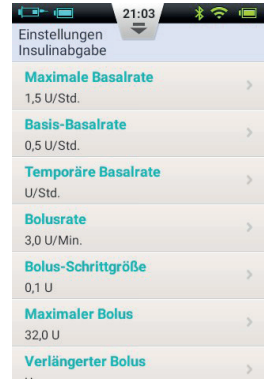 21:03
Einstellungen
Insulinabgabe
Maximale Basalrate
1,5 U/Std.
Basis-Basalrate
0,5 U/Std.
Temporäre Basalrate
U/Std.
Bolusrate
3,0 U/Min.
Bolus-Schrittgröße
0,1 U
Maximaler Bolus
32,0 U
Verlängerter Bolus